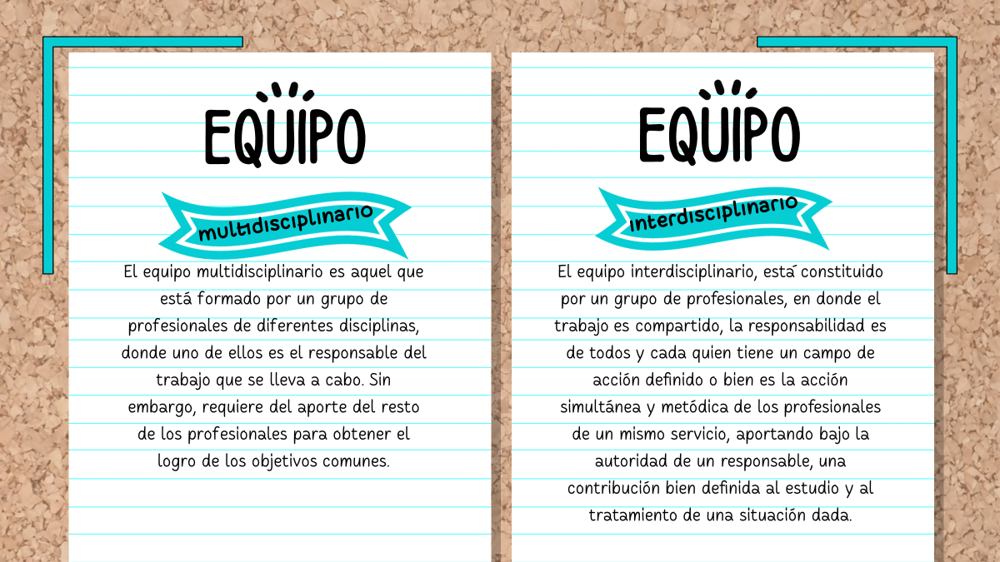 EQUIPO
multidisciplinario
El equipo multidisciplinario es aquel que
está formado por un grupo de
profesionales de diferentes disciplinas,
donde uno de ellos es el responsable del
trabajo que se lleva a cabo. Sin
embargo, requiere del aporte del resto
de los profesionales para obtener el
logro de los objetivos comunes.
EQUIPO
interdisciplinario
El equipo interdisciplinario, está constituido
por un grupo de profesionales, en donde el
trabajo es compartido, la responsabilidad es
de todos y cada quien tiene un campo de
acción definido o bien es la acción
simultánea y metódica de los profesionales
de un mismo servicio, aportando bajo la
autoridad de un responsable, una
contribución bien definida al estudio y al
tratamiento de una situación dada.